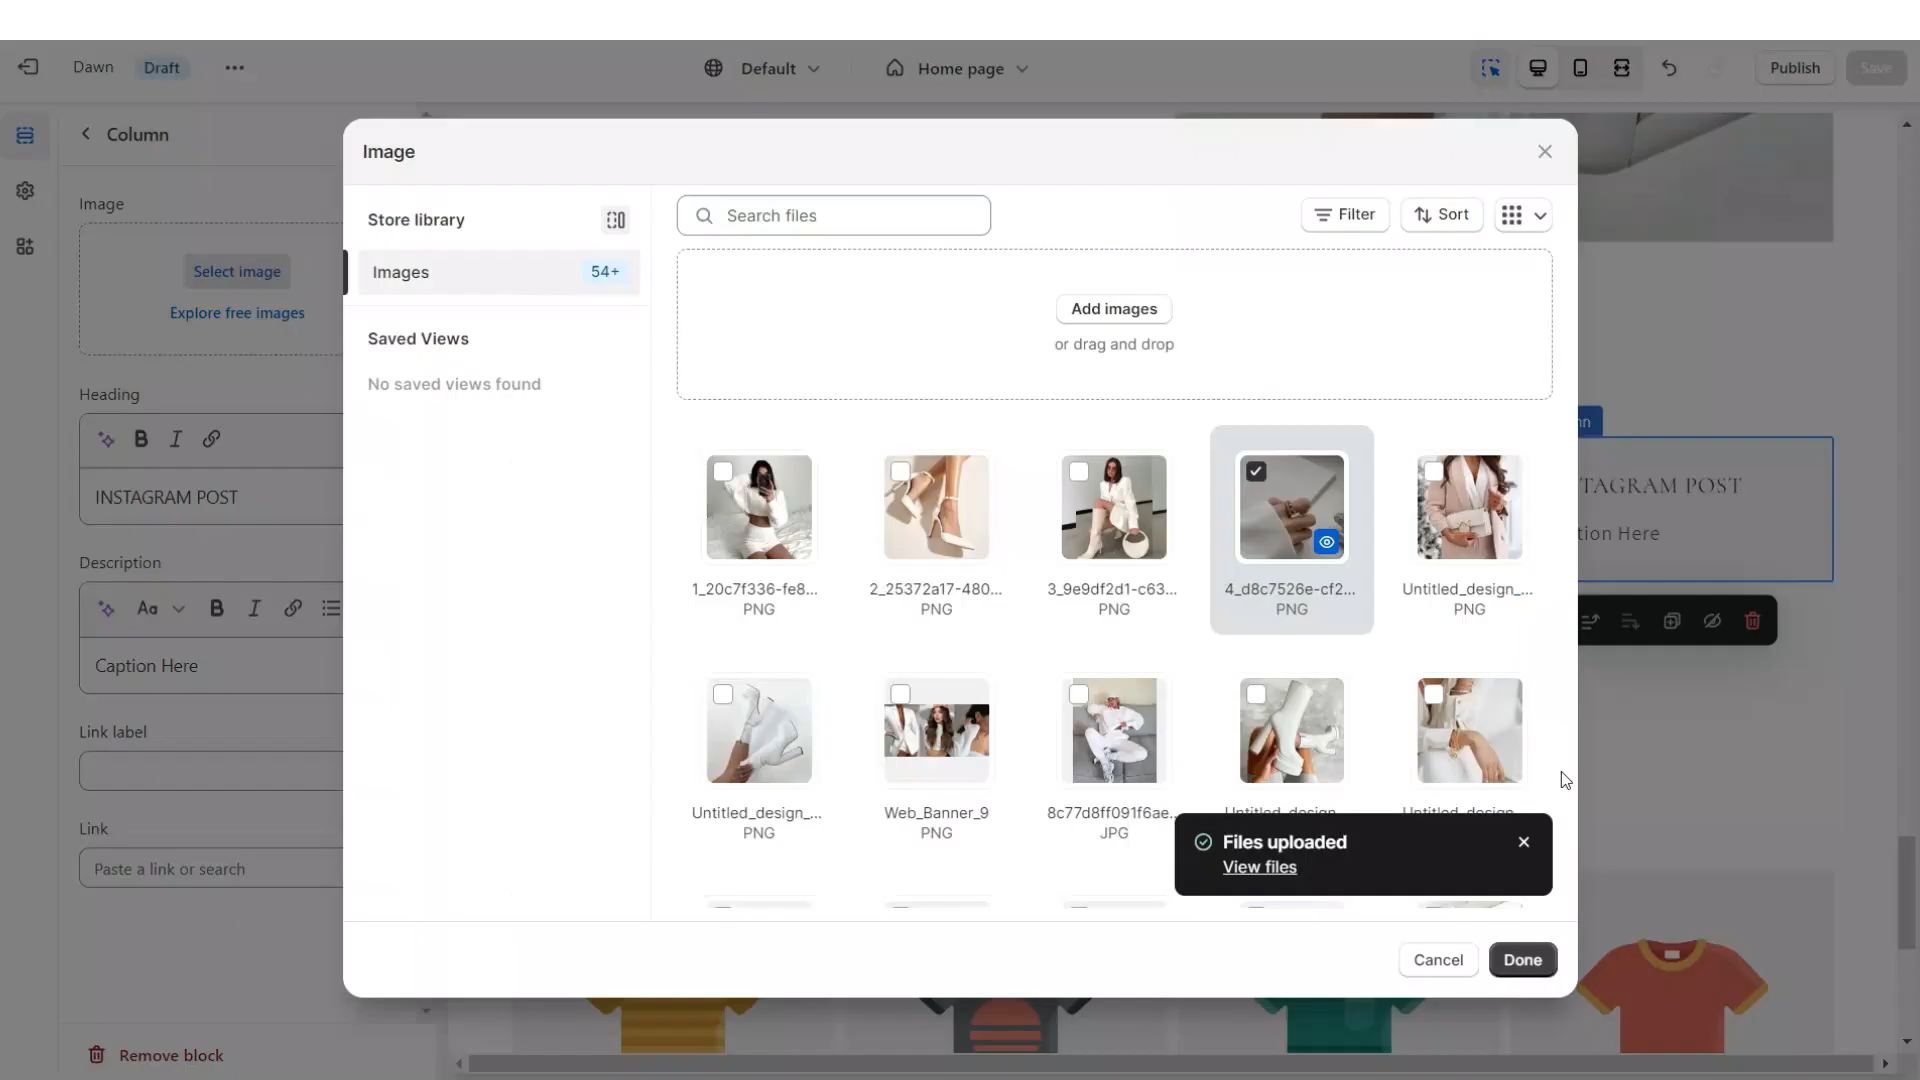 Dawn
Draft
Default
Home page
Publish
Save
Column
Image
Select image
Explore free images
Heading
INSTAGRAM POST
Description
Aa
Caption Here
Link label
Link
Paste a link or search
Remove block
Image
Store library
Images
54+
Saved Views
No saved views found
Search files
Filter
Sort
Add images
or drag and drop
1_20c7f336-fe8...
PNG
2_25372a17-480...
PNG
3_9e9df2d1-c63...
PNG
4_d8c7526e-cf2...
PNG
Untitled_design_...
PNG
Untitled_design_...
PNG
Web_Banner_9
PNG
8c77d8ff091f6ae...
JPG
Untitled_design
Untitled_design
Files uploaded
View files
Cancel
Done
TAGRAM POST
tion Here